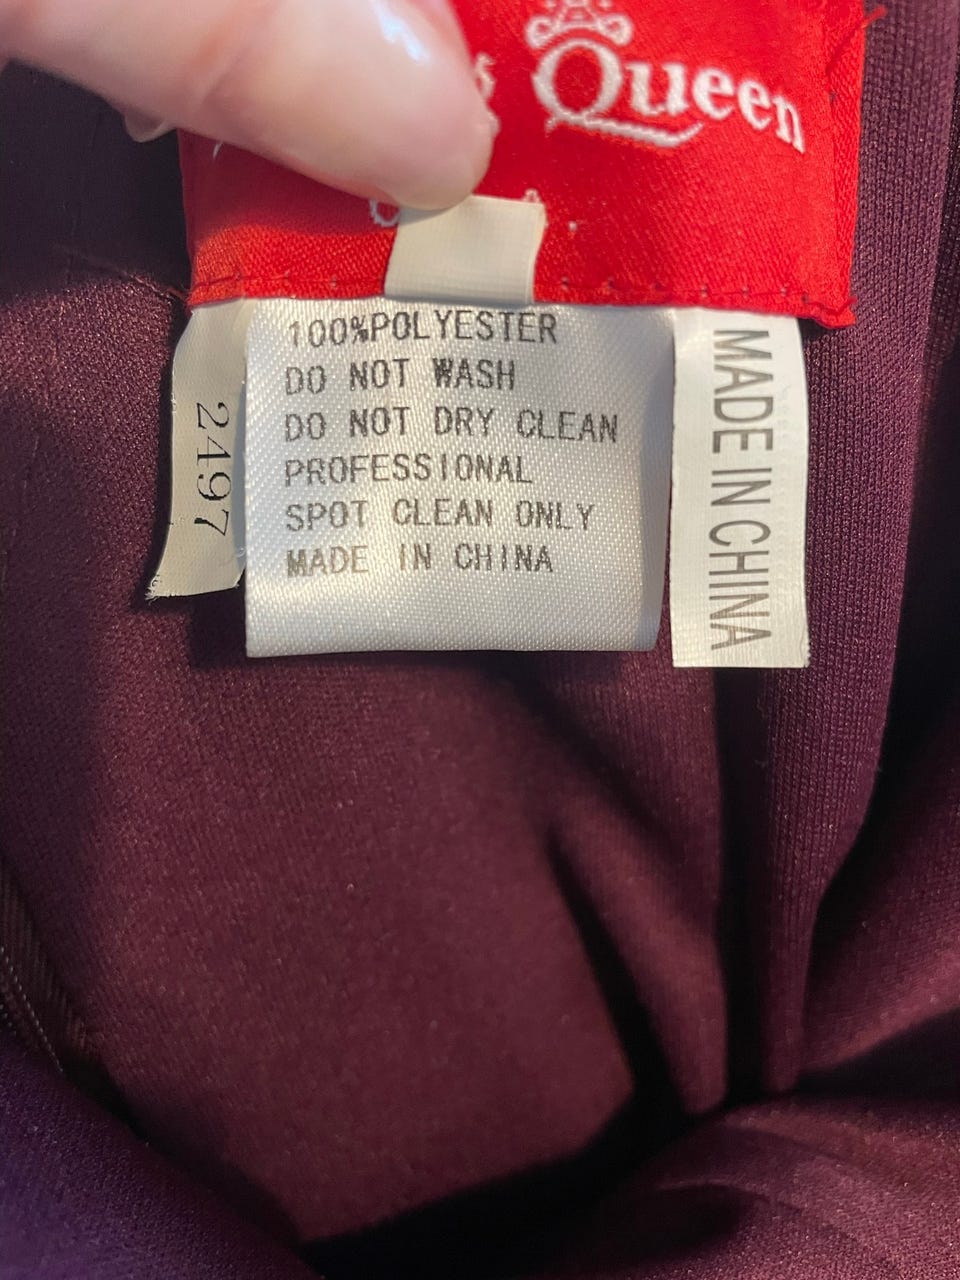 Queen
100%POLYESTER
DO NOT WASH
DO NOT DRY CLEAN
PROFESSIONAL
SPOT CLEAN ONLY
MADE IN CHINA
2497
MADE IN CHINA